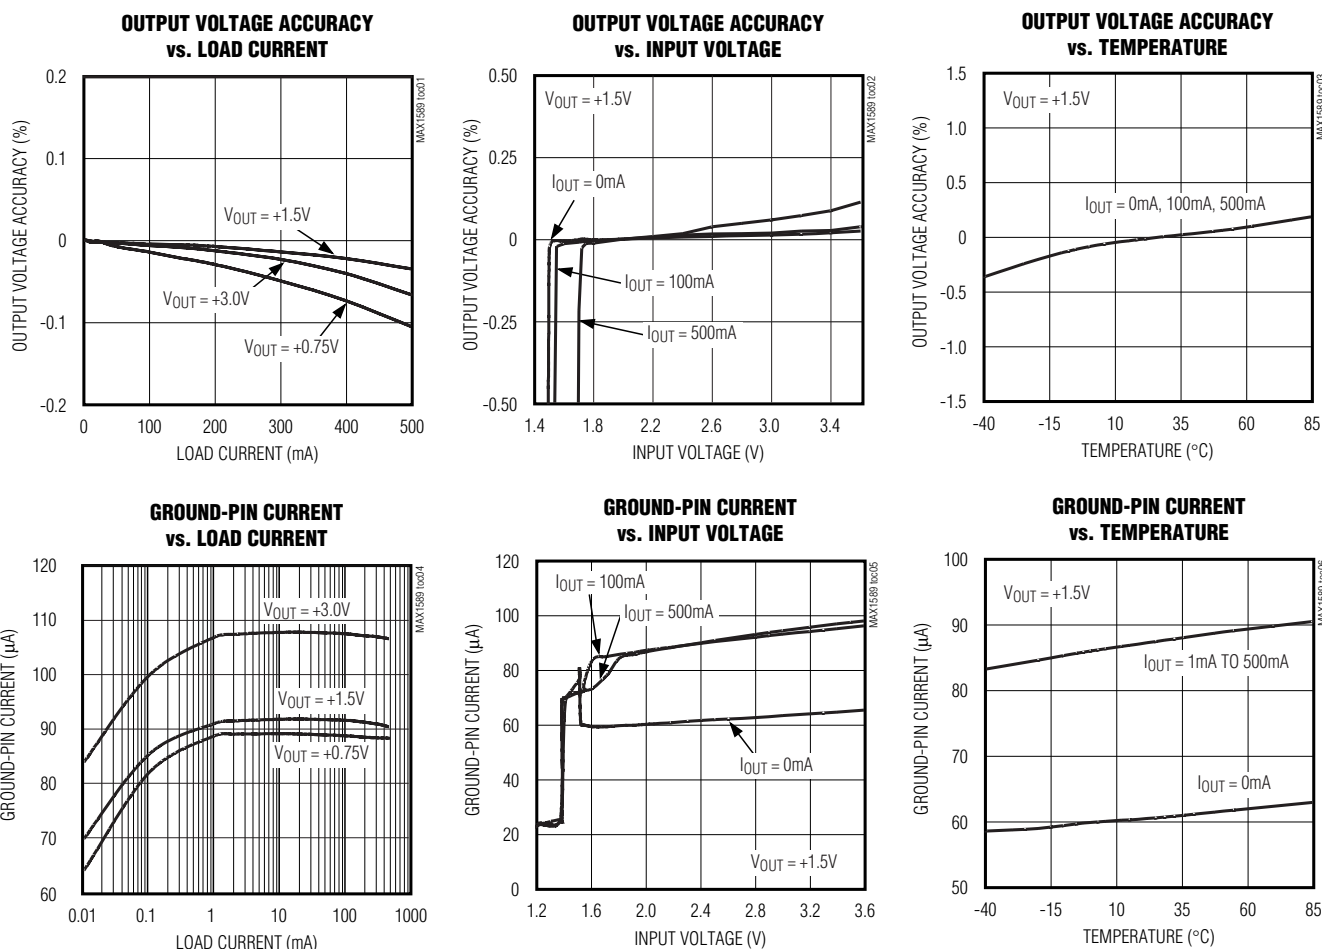 OUTPUT VOLTAGE ACCURACY
vs. LOAD CURRENT
MAX1589 toc01
OUTPUT VOLTAGE ACCURACY (%)
0.2
0.1
0
-0.1
-0.2
VOUT = +1.5V
VOUT = +3.0V
VOUT = +0.75V
0 100 200 300 400 500
LOAD CURRENT (mA)
OUTPUT VOLTAGE ACCURACY
vs. INPUT VOLTAGE
MAX1589 toc02
OUTPUT VOLTAGE ACCURACY (%)
0.50
0.25
0
-0.25
-0.50
VOUT = +1.5V
IOUT = 0mA
IOUT = 100mA
IOUT = 500mA
1.4 1.8 2.2 2.6 3.0 3.4
INPUT VOLTAGE (V)
OUTPUT VOLTAGE ACCURACY
vs. TEMPERATURE
MAX1589 toc03
OUTPUT VOLTAGE ACCURACY (%)
1.5
1.0
0.5
0
-0.5
-1.0
-1.5
VOUT = +1.5V
IOUT = 0mA, 100mA, 500mA
-40 -15 10 35 60 85
TEMPERATURE (°C)
GROUND-PIN CURRENT
vs. LOAD CURRENT
MAX1589 toc04
GROUND-PIN CURRENT (µA)
120
110
100
90
80
70
60
VOUT = +3.0V
VOUT = +1.5V
VOUT = +0.75V
0.01 0.1 1 10 100 1000
LOAD CURRENT (mA)
GROUND-PIN CURRENT
vs. INPUT VOLTAGE
MAX1589 toc05
GROUND-PIN CURRENT (µA)
120
100
80
60
40
20
0
IOUT = 100mA
IOUT = 500mA
IOUT = 0mA
VOUT = +1.5V
1.2 1.6 2.0 2.4 2.8 3.2 3.6
INPUT VOLTAGE (V)
GROUND-PIN CURRENT
vs. TEMPERATURE
MAX1589 toc06
GROUND-PIN CURRENT (µA)
100
90
80
70
60
50
VOUT = +1.5V
IOUT = 1mA TO 500mA
IOUT = 0mA
-40 -15 10 35 60 85
TEMPERATURE (°C)